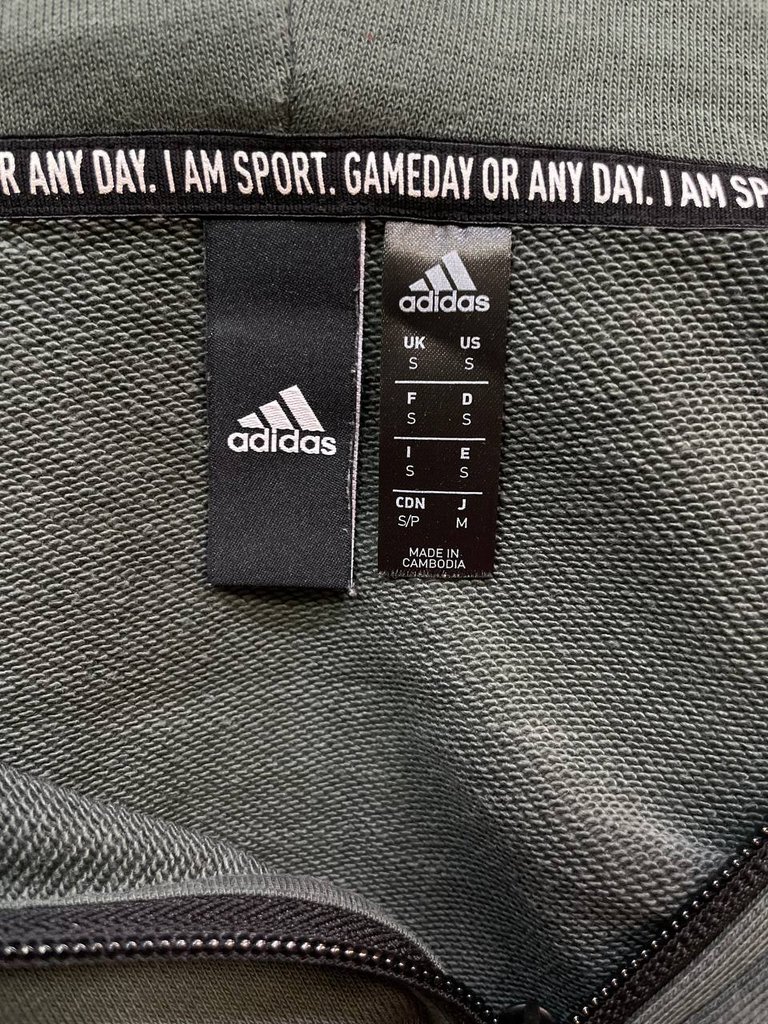 R ANY DAY. I AM SPORT. GAMEDAY OR ANY DAY. I AM SP
adidas
adidas
UK US
S S
F D
S S
I E
S S
CDN J
S/P M
MADE IN
CAMBODIA